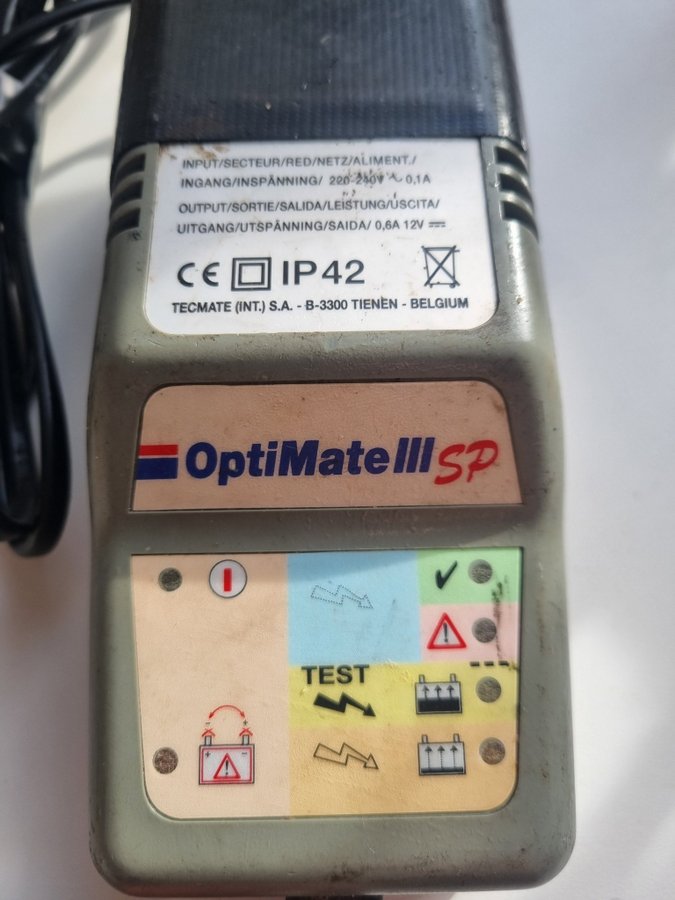 INPUT/SECTEUR/RED/NETZ/ALIMENT./
INGANG/INSPÄNNING/ 220-240V ~ 0,1A
OUTPUT/SORTIE/SALIDA/LEISTUNG/USCITA/
UITGANG/UTSPÄNNING/SAIDA/ 0,6A 12V ⎓
CE IP42
TECMATE (INT.) S.A. - B-3300 TIENEN - BELGIUM
OptiMate III SP
TEST